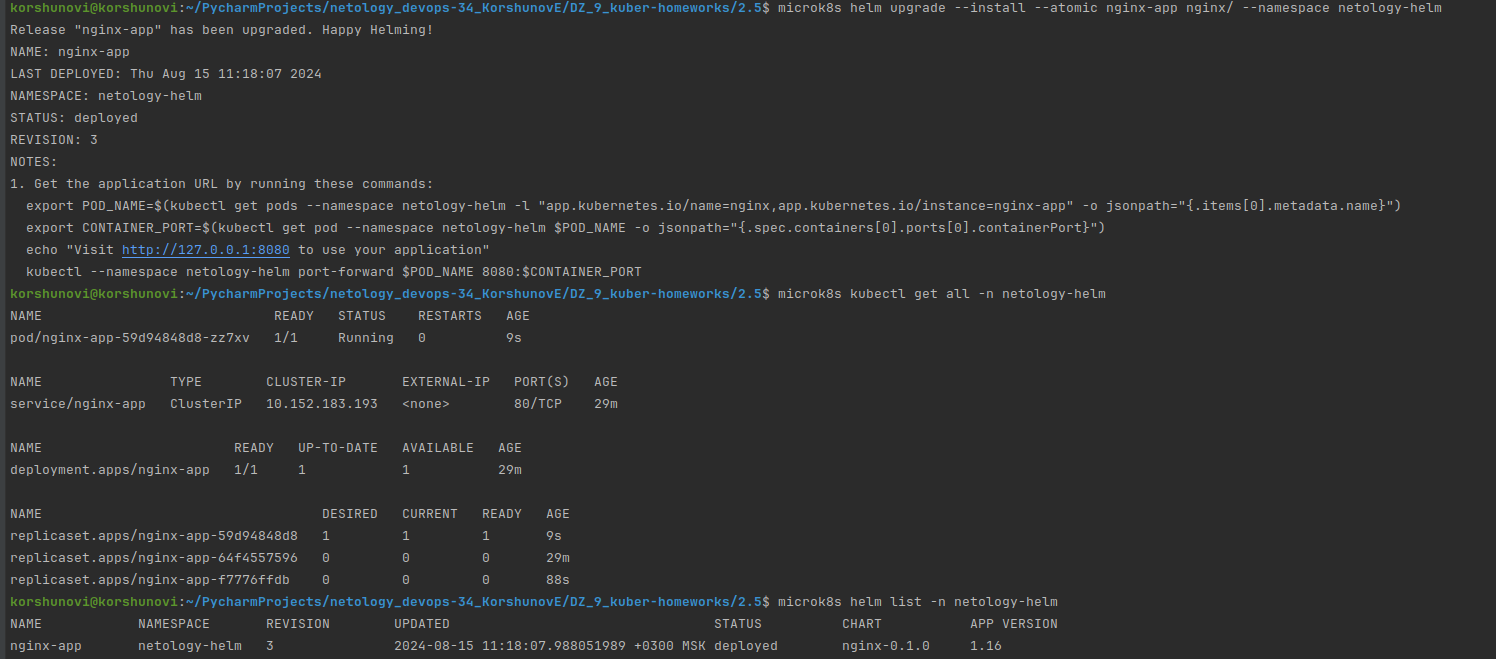 korshunovi@korshunovi:~/PycharmProjects/netology_devops-34_KorshunovE/DZ_9_kuber-homeworks/2.5$ microk8s helm upgrade --install --atomic nginx-app nginx/ --namespace netology-helm
Release "nginx-app" has been upgraded. Happy Helming!
NAME: nginx-app
LAST DEPLOYED: Thu Aug 15 11:18:07 2024
NAMESPACE: netology-helm
STATUS: deployed
REVISION: 3
NOTES:
1. Get the application URL by running these commands:
  export POD_NAME=$(kubectl get pods --namespace netology-helm -l "app.kubernetes.io/name=nginx,app.kubernetes.io/instance=nginx-app" -o jsonpath="{.items[0].metadata.name}")
  export CONTAINER_PORT=$(kubectl get pod --namespace netology-helm $POD_NAME -o jsonpath="{.spec.containers[0].ports[0].containerPort}")
  echo "Visit http://127.0.0.1:8080 to use your application"
  kubectl --namespace netology-helm port-forward $POD_NAME 8080:$CONTAINER_PORT
korshunovi@korshunovi:~/PycharmProjects/netology_devops-34_KorshunovE/DZ_9_kuber-homeworks/2.5$ microk8s kubectl get all -n netology-helm
NAME                             READY   STATUS    RESTARTS   AGE
pod/nginx-app-59d94848d8-zz7xv   1/1     Running   0          9s

NAME                TYPE        CLUSTER-IP       EXTERNAL-IP   PORT(S)   AGE
service/nginx-app   ClusterIP   10.152.183.193   <none>        80/TCP    29m

NAME                        READY   UP-TO-DATE   AVAILABLE   AGE
deployment.apps/nginx-app   1/1     1            1           29m

NAME                                   DESIRED   CURRENT   READY   AGE
replicaset.apps/nginx-app-59d94848d8   1         1         1       9s
replicaset.apps/nginx-app-64f4557596   0         0         0       29m
replicaset.apps/nginx-app-f7776ffdb    0         0         0       88s
korshunovi@korshunovi:~/PycharmProjects/netology_devops-34_KorshunovE/DZ_9_kuber-homeworks/2.5$ microk8s helm list -n netology-helm
NAME            NAMESPACE       REVISION        UPDATED                                 STATUS          CHART           APP VERSION
nginx-app       netology-helm   3               2024-08-15 11:18:07.988051989 +0300 MSK deployed        nginx-0.1.0     1.16